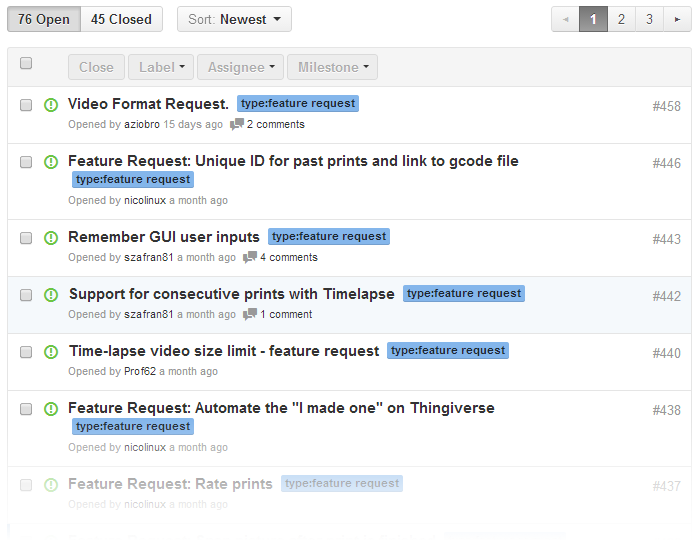 76 Open 45 Closed Sort: Newest 1 2 3
Close Label Assignee Milestone
Video Format Request. type:feature request #458
Opened by aziobro 15 days ago 2 comments
Feature Request: Unique ID for past prints and link to gcode file #446
type:feature request
Opened by nicolinux a month ago
Remember GUI user inputs type:feature request #443
Opened by szafran81 a month ago 4 comments
Support for consecutive prints with Timelapse type:feature request #442
Opened by szafran81 a month ago 1 comment
Time-lapse video size limit - feature request type:feature request #440
Opened by Prof62 a month ago
Feature Request: Automate the "I made one" on Thingiverse #438
type:feature request
Opened by nicolinux a month ago
Feature Request: Rate prints type:feature request #437
Opened by nicolinux a month ago